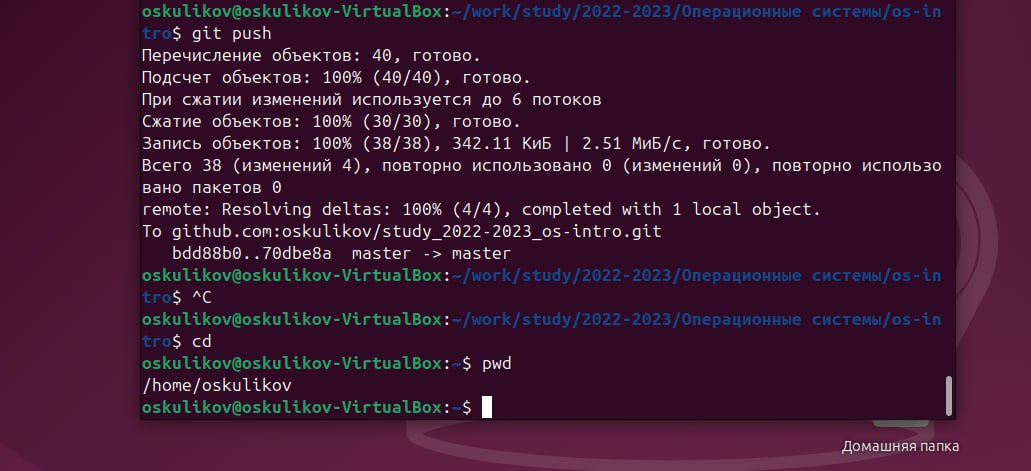 oskulikov@oskulikov-VirtualBox:~/work/study/2022-2023/Операционные системы/os-in
tro$ git push
Перечисление объектов: 40, готово.
Подсчет объектов: 100% (40/40), готово.
При сжатии изменений используется до 6 потоков
Сжатие объектов: 100% (30/30), готово.
Запись объектов: 100% (38/38), 342.11 КиБ | 2.51 МиБ/с, готово.
Всего 38 (изменений 4), повторно использовано 0 (изменений 0), повторно использо
вано пакетов 0
remote: Resolving deltas: 100% (4/4), completed with 1 local object.
To github.com:oskulikov/study_2022-2023_os-intro.git
   bdd88b0..70dbe8a  master -> master
oskulikov@oskulikov-VirtualBox:~/work/study/2022-2023/Операционные системы/os-in
tro$ ^C
oskulikov@oskulikov-VirtualBox:~/work/study/2022-2023/Операционные системы/os-in
tro$ cd
oskulikov@oskulikov-VirtualBox:~$ pwd
/home/oskulikov
oskulikov@oskulikov-VirtualBox:~$
Домашняя папка